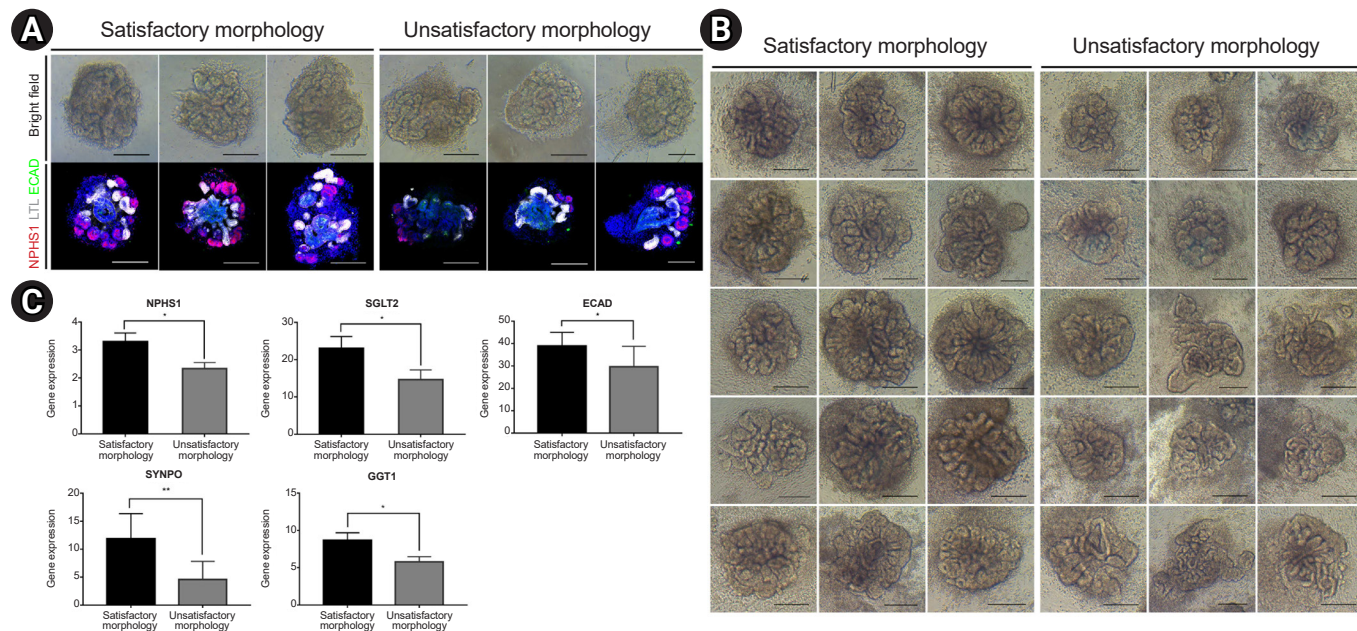 A
Satisfactory morphology
Unsatisfactory morphology
Bright field
NPHS1 LTL ECAD
B
Satisfactory morphology
Unsatisfactory morphology
C
NPHS1
*
Gene expression
4
3
2
1
0
Satisfactory
morphology
Unsatisfactory
morphology
SGLT2
*
Gene expression
30
20
10
0
Satisfactory
morphology
Unsatisfactory
morphology
ECAD
*
Gene expression
50
40
30
20
10
0
Satisfactory
morphology
Unsatisfactory
morphology
SYNPO
**
Gene expression
20
15
10
5
0
Satisfactory
morphology
Unsatisfactory
morphology
GGT1
*
Gene expression
15
10
5
0
Satisfactory
morphology
Unsatisfactory
morphology